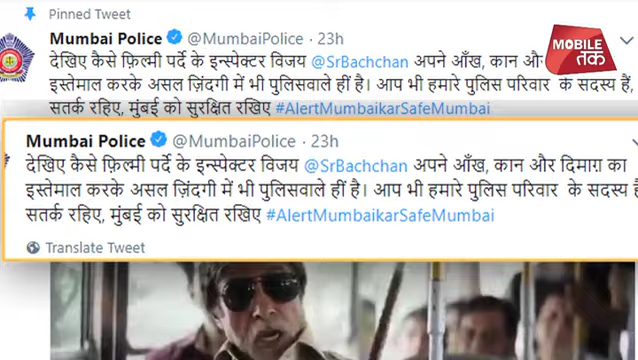 Pinned Tweet
Mumbai Police @MumbaiPolice · 23h
MOBILE
तक
देखिए कैसे फ़िल्मी पर्दे के इन्स्पेक्टर विजय @SrBachchan अपने आँख, कान और
इस्तेमाल करके असल ज़िंदगी में भी पुलिसवाले हीं है। आप भी हमारे पुलिस परिवार के सदस्य हैं,
सतर्क रहिए, मुंबई को सुरक्षित रखिए #AlertMumbaikarSafeMumbai
Mumbai Police @MumbaiPolice · 23h
देखिए कैसे फ़िल्मी पर्दे के इन्स्पेक्टर विजय @SrBachchan अपने आँख, कान और दिमाग़ का
इस्तेमाल करके असल ज़िंदगी में भी पुलिसवाले हीं है। आप भी हमारे पुलिस परिवार के सदस्य हैं
सतर्क रहिए, मुंबई को सुरक्षित रखिए #AlertMumbaikarSafeMumbai
Translate Tweet